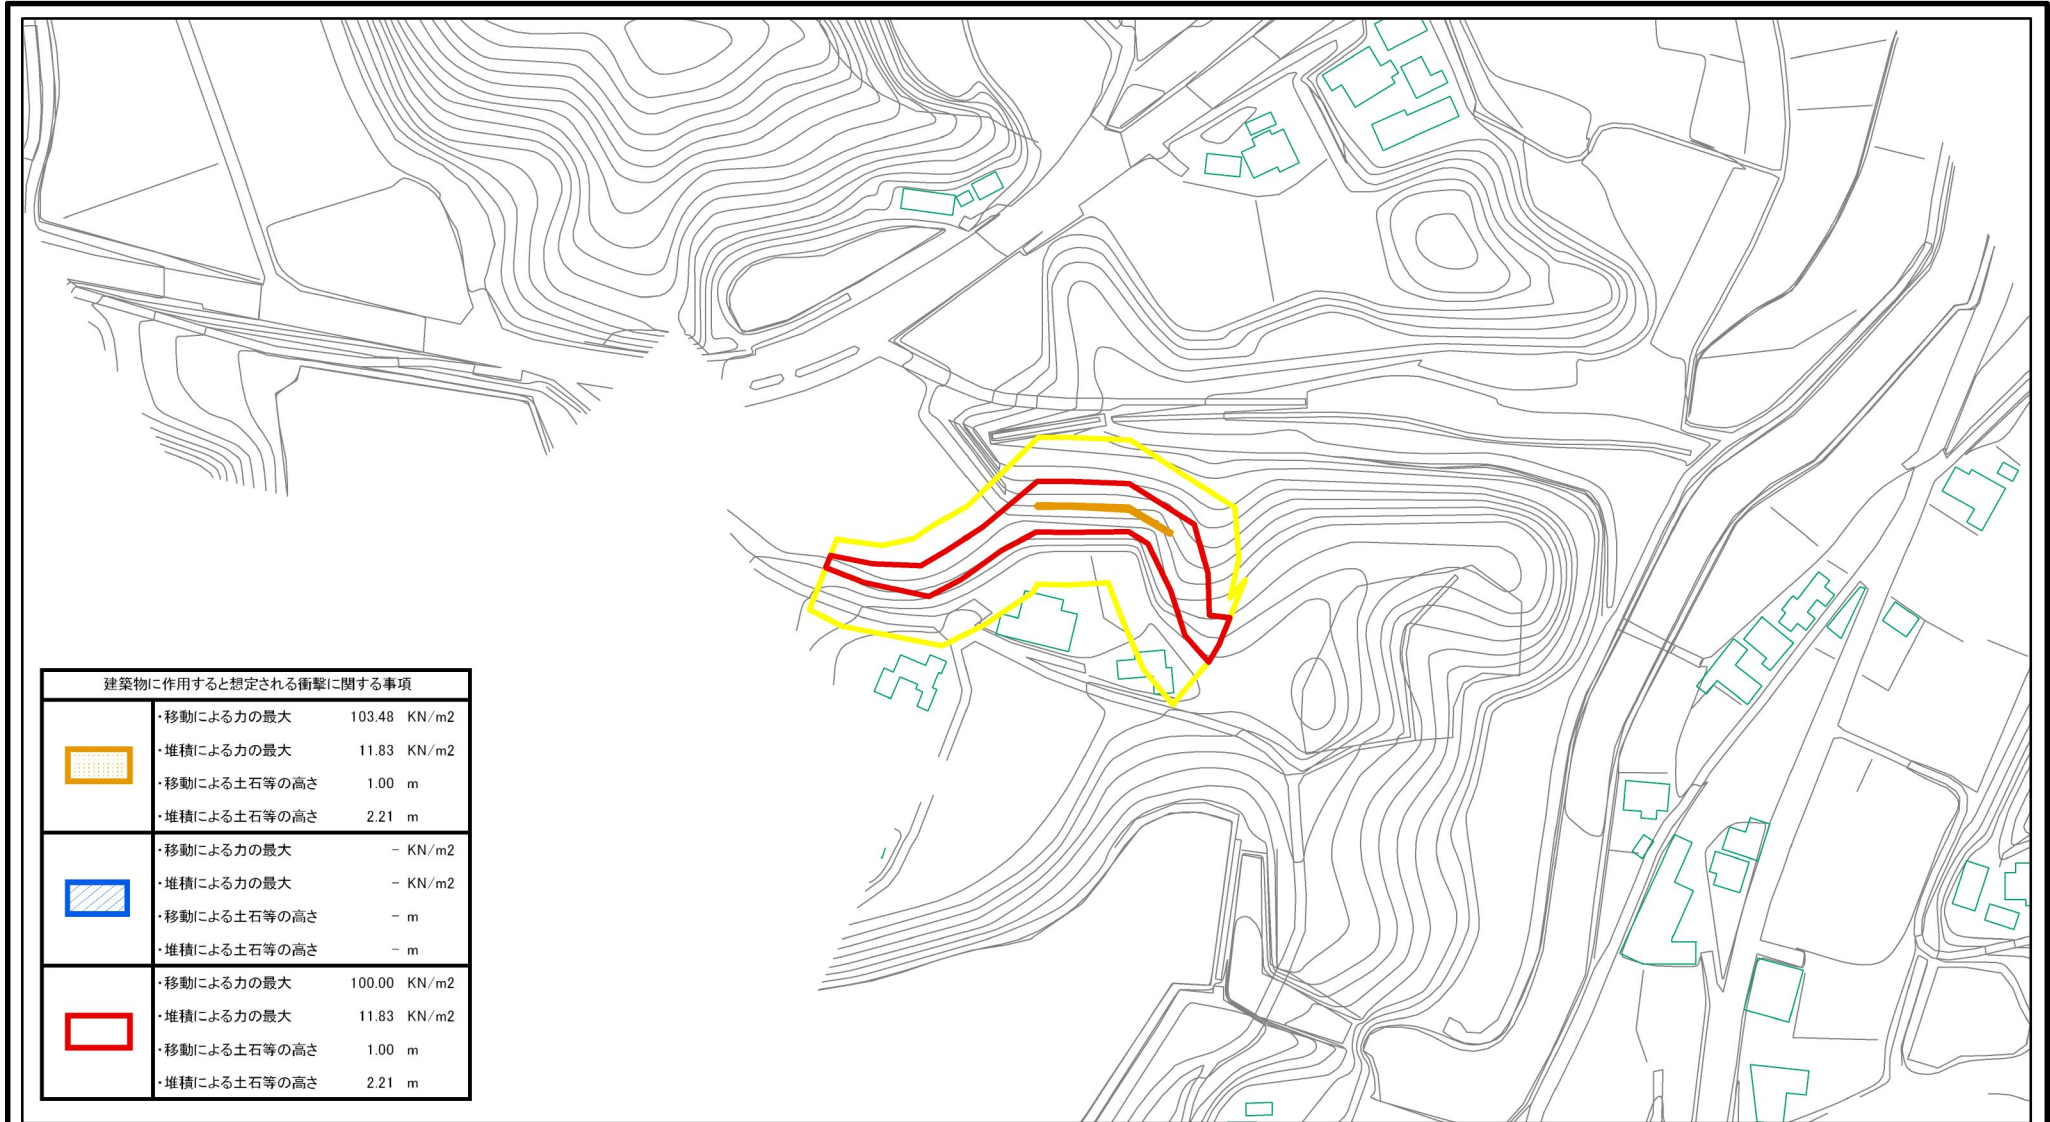 建築物に作用すると想定される衝撃に関する事項
・移動による力の最大 103.48 KN/m2
・堆積による力の最大 11.83 KN/m2
・移動による土石等の高さ 1.00 m
・堆積による土石等の高さ 2.21 m
・移動による力の最大 - KN/m2
・堆積による力の最大 - KN/m2
・移動による土石等の高さ - m
・堆積による土石等の高さ - m
・移動による力の最大 100.00 KN/m2
・堆積による力の最大 11.83 KN/m2
・移動による土石等の高さ 1.00 m
・堆積による土石等の高さ 2.21 m